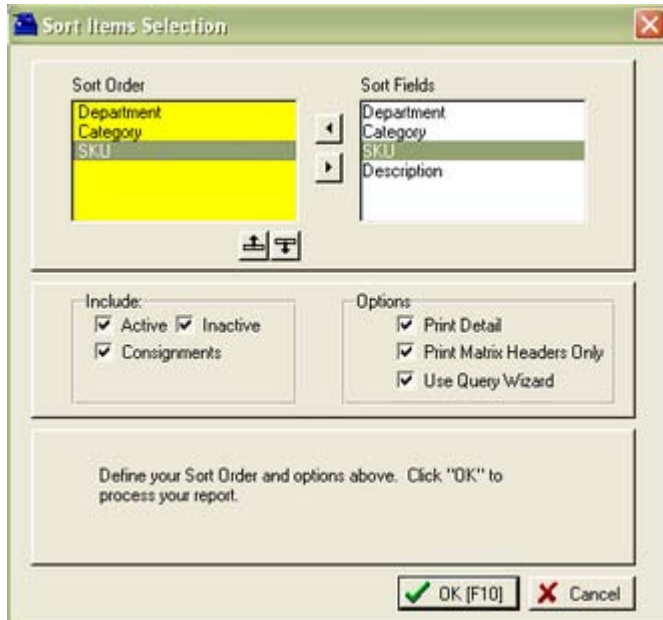 Sort Items Selection
Sort Order
Department
Category
SKU
Sort Fields
Department
Category
SKU
Description
Include:
Active Inactive
Consignments
Options
Print Detail
Print Matrix Headers Only
Use Query Wizard
Define your Sort Order and options above. Click "OK" to
process your report.
OK [F10] Cancel